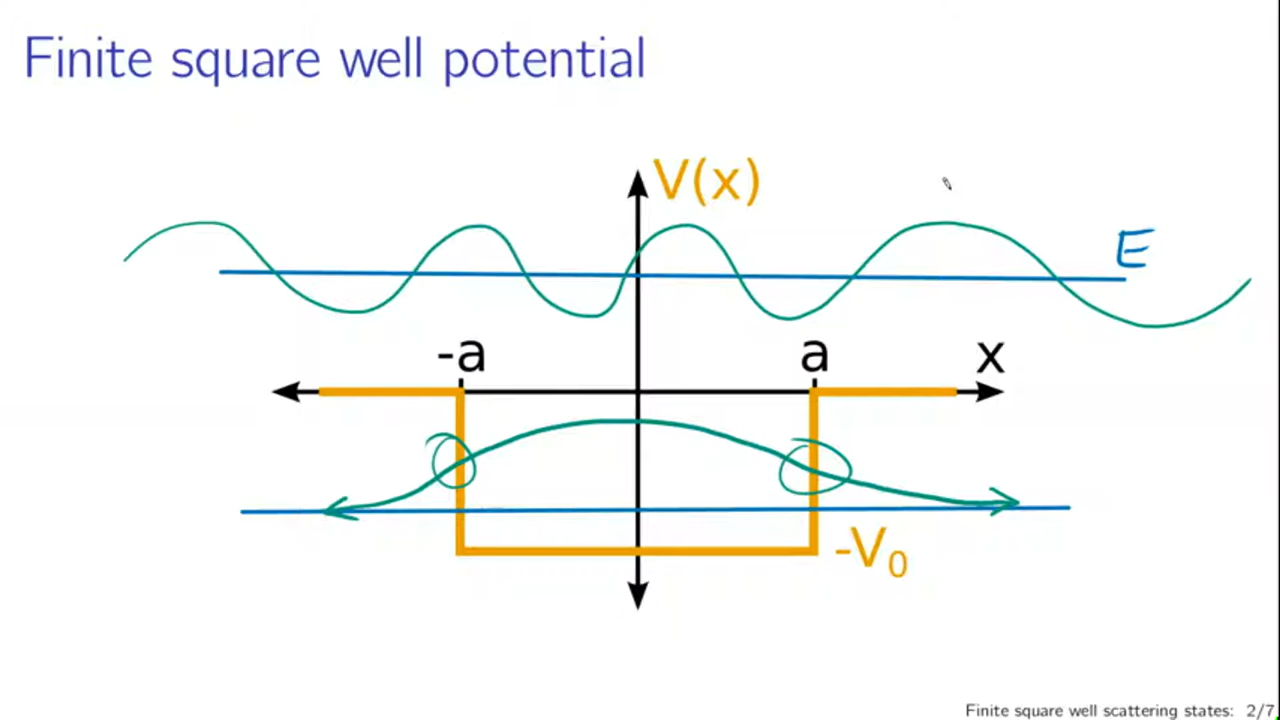 Finite square well potential
V(x)
E
-a
a
x
-V₀
Finite square well scattering states: 2/7